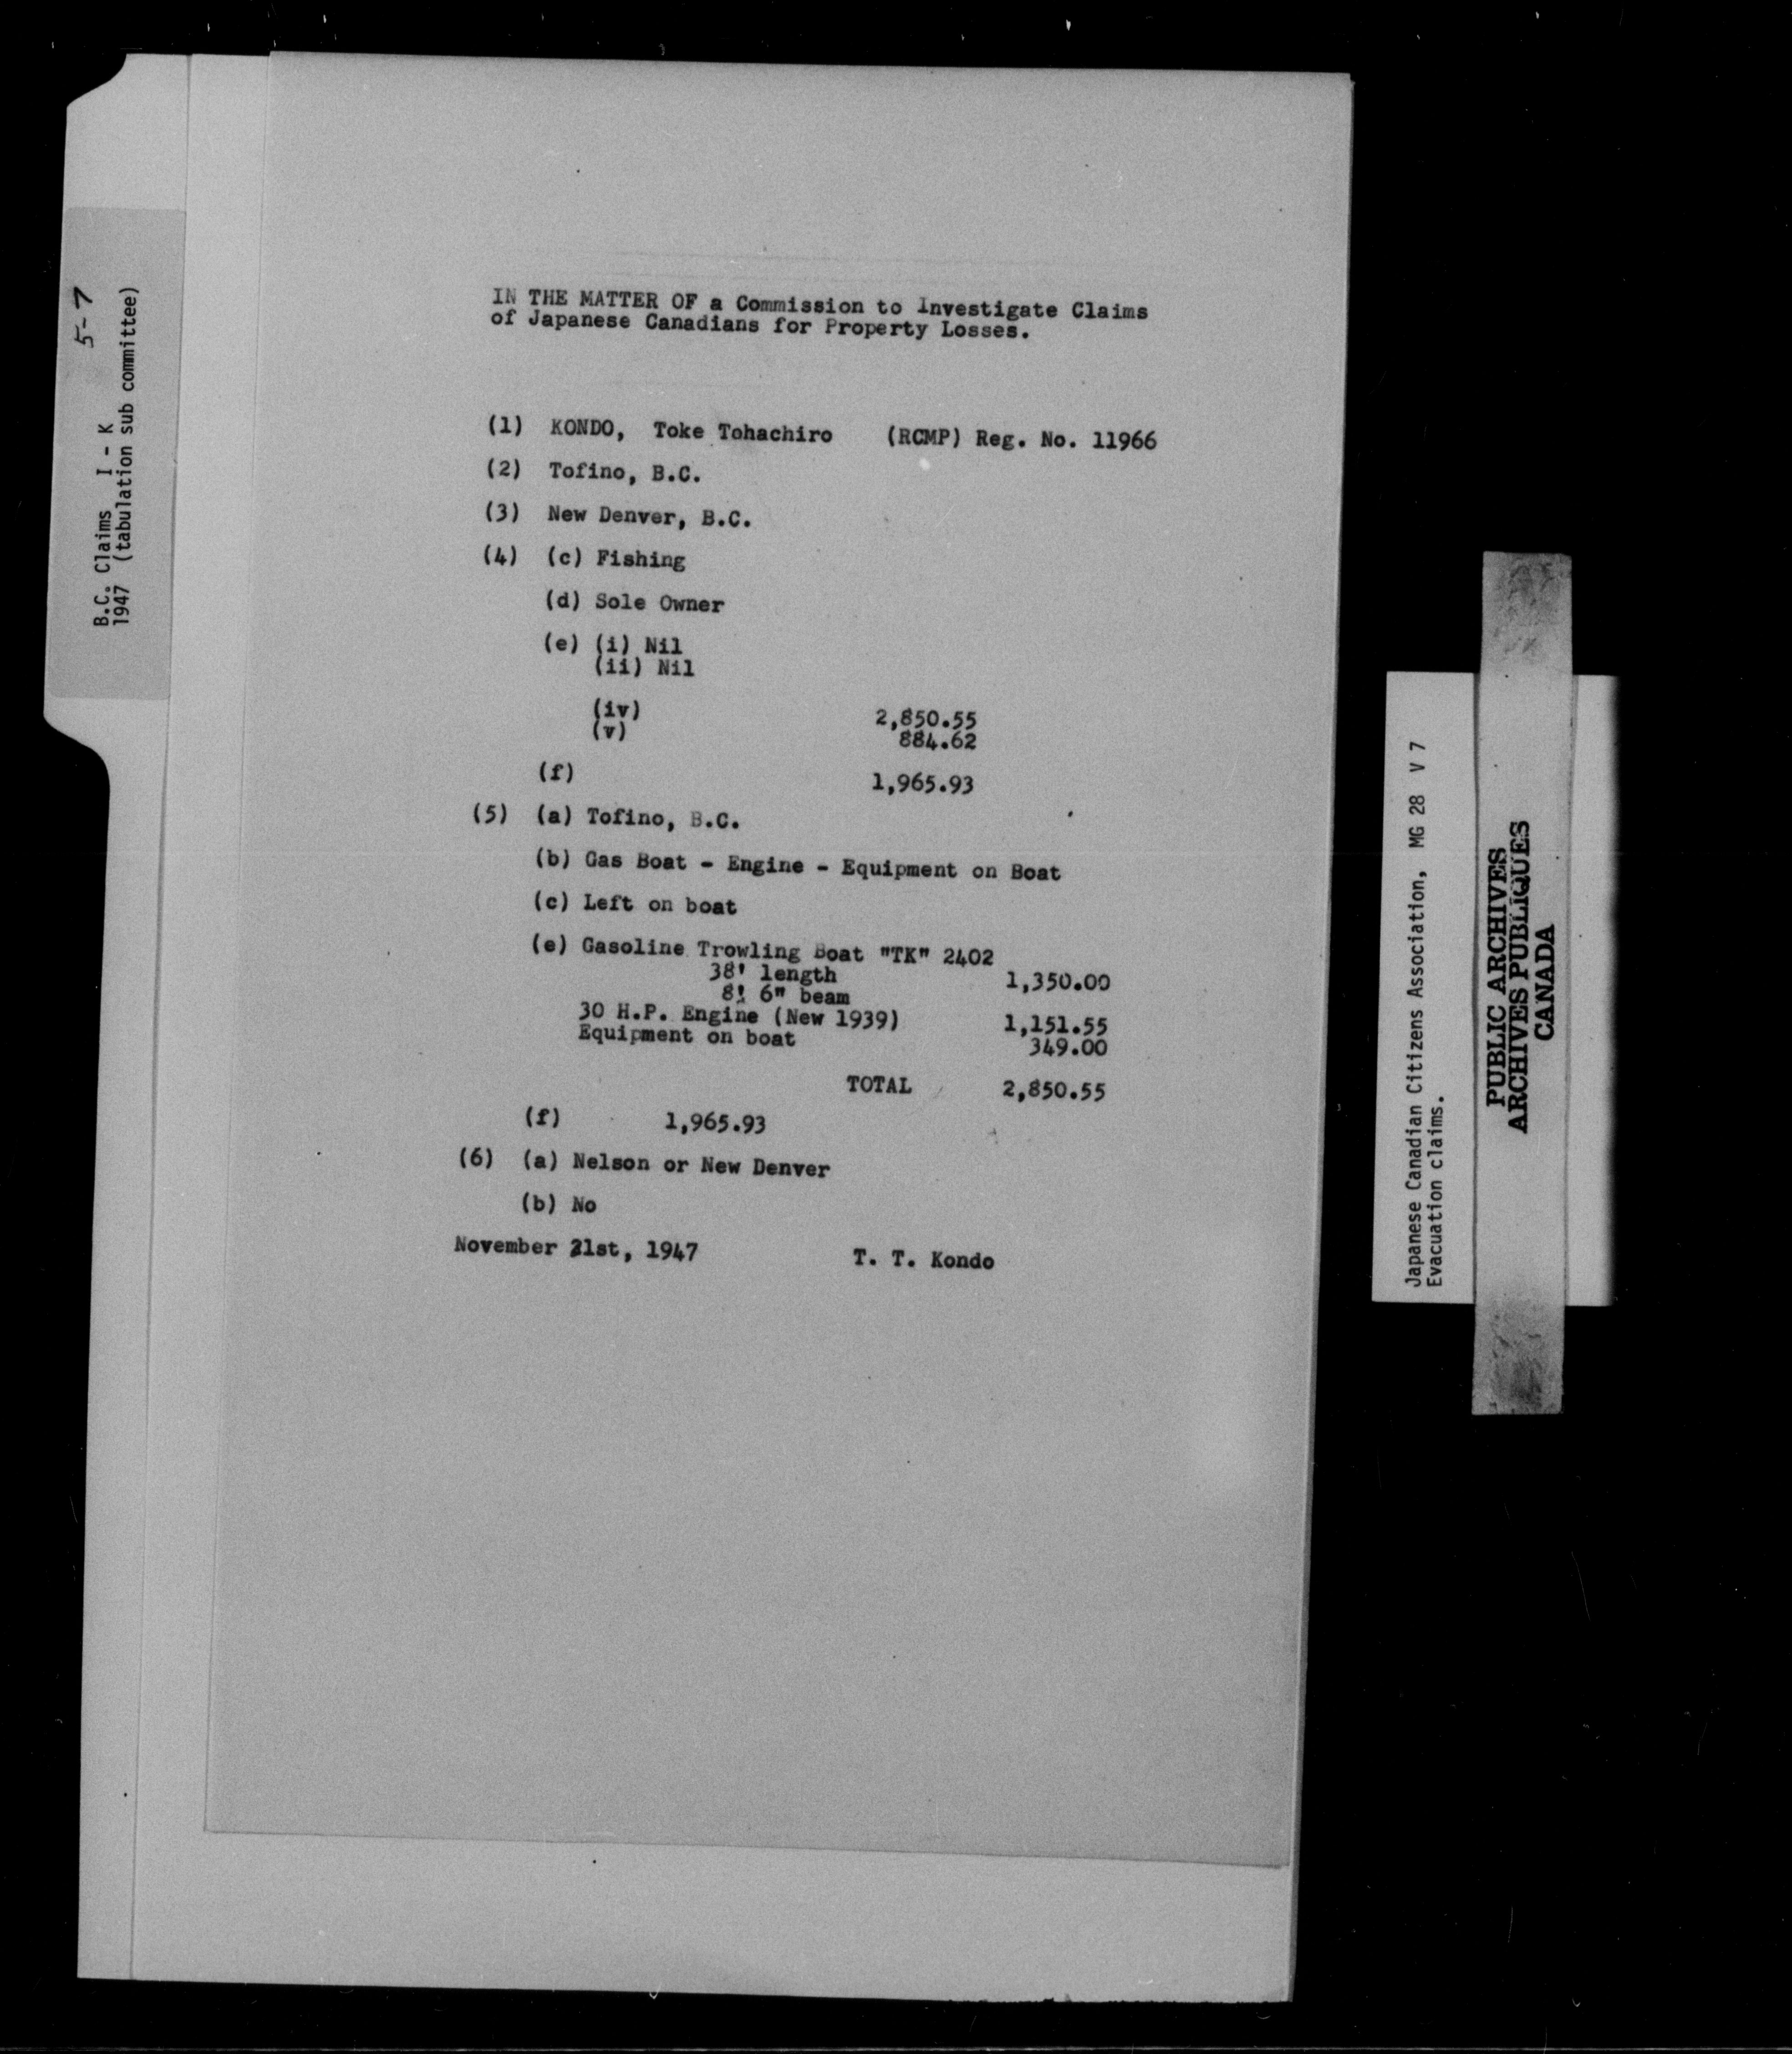 5-7
B.C. Claims I - K
1947 (tabulation sub committee)
IN THE MATTER OF a Commission to Investigate Claims
of Japanese Canadians for Property Losses.
(1) KONDO, Toke Tohachiro (RCMP) Reg. No. 11966
(2) Tofino, B.C.
(3) New Denver, B.C.
(4) (c) Fishing
(d) Sole Owner
(e) (i) Nil
(ii) Nil
(iv) 2,850.55
(v) 884.62
(f) 1,965.93
(5) (a) Tofino, B.C.
(b) Gas Boat - Engine - Equipment on Boat
(c) Left on boat
(e) Gasoline Trowling Boat "TK" 2402
38' length 1,350.00
8' 6" beam
30 H.P. Engine (New 1939) 1,151.55
Equipment on boat 349.00
TOTAL 2,850.55
(f) 1,965.93
(6) (a) Nelson or New Denver
(b) No
November 21st, 1947 T. T. Kondo
Japanese Canadian Citizens Association, MG 28 V 7
Evacuation claims.
PUBLIC ARCHIVES
ARCHIVES PUBLIQUES
CANADA